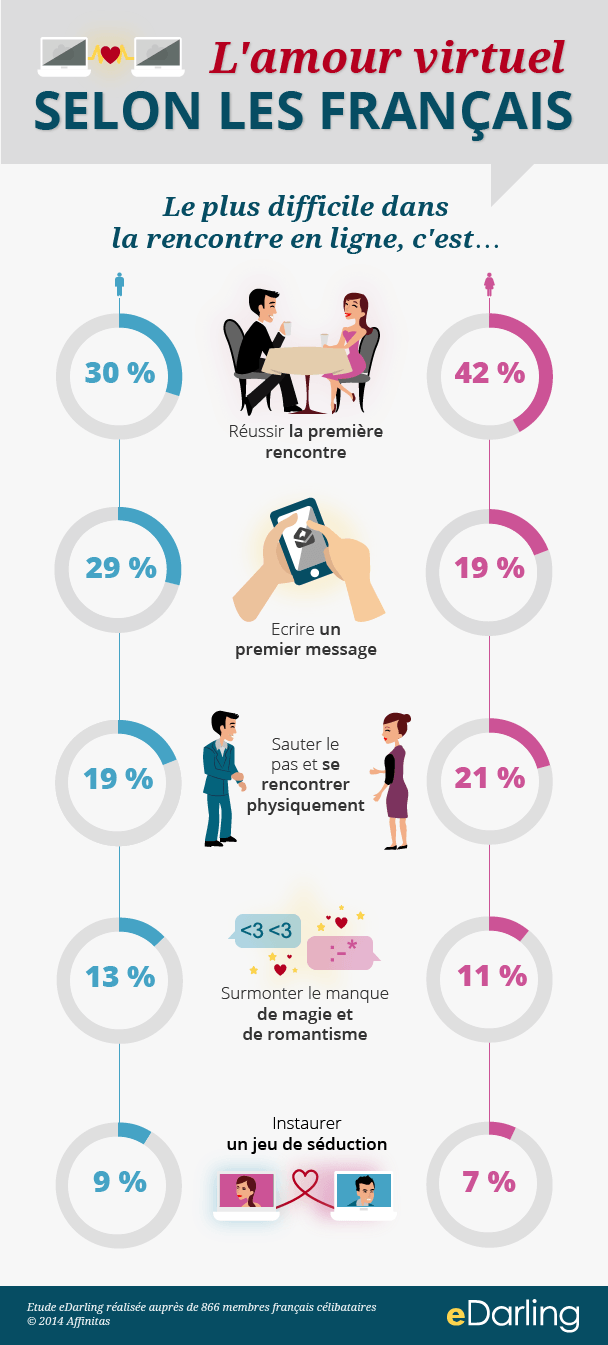 L'amour virtuel
SELON LES FRANÇAIS
Le plus difficile dans
la rencontre en ligne, c'est...
30 %
42 %
Réussir la première
rencontre
29 %
19 %
Ecrire un
premier message
19 %
21 %
Sauter le
pas et se
rencontrer
physiquement
<3 <3
:-*
13 %
11 %
Surmonter le manque
de magie et
de romantisme
Instaurer
un jeu de séduction
9 %
7 %
Etude eDarling réalisée auprès de 866 membres français célibataires
© 2014 Affinitas
eDarling